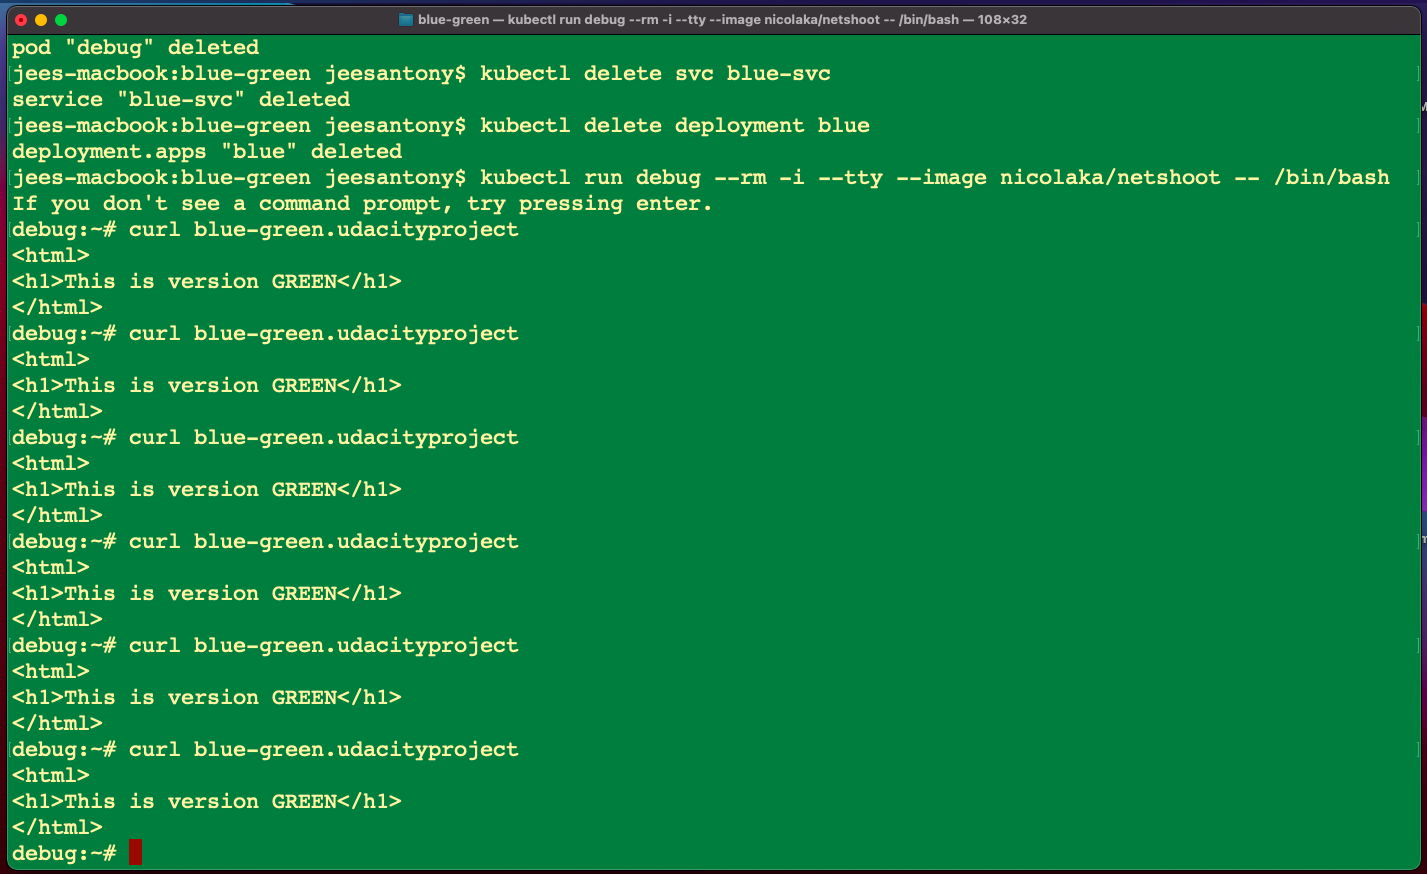 blue-green — kubectl run debug --rm -i --tty --image nicolaka/netshoot -- /bin/bash — 108×32
pod "debug" deleted
jees-macbook:blue-green jeesantony$ kubectl delete svc blue-svc
service "blue-svc" deleted
jees-macbook:blue-green jeesantony$ kubectl delete deployment blue
deployment.apps "blue" deleted
jees-macbook:blue-green jeesantony$ kubectl run debug --rm -i --tty --image nicolaka/netshoot -- /bin/bash
If you don't see a command prompt, try pressing enter.
debug:~# curl blue-green.udacityproject
<html>
<h1>This is version GREEN</h1>
</html>
debug:~# curl blue-green.udacityproject
<html>
<h1>This is version GREEN</h1>
</html>
debug:~# curl blue-green.udacityproject
<html>
<h1>This is version GREEN</h1>
</html>
debug:~# curl blue-green.udacityproject
<html>
<h1>This is version GREEN</h1>
</html>
debug:~# curl blue-green.udacityproject
<html>
<h1>This is version GREEN</h1>
</html>
debug:~# curl blue-green.udacityproject
<html>
<h1>This is version GREEN</h1>
</html>
debug:~#